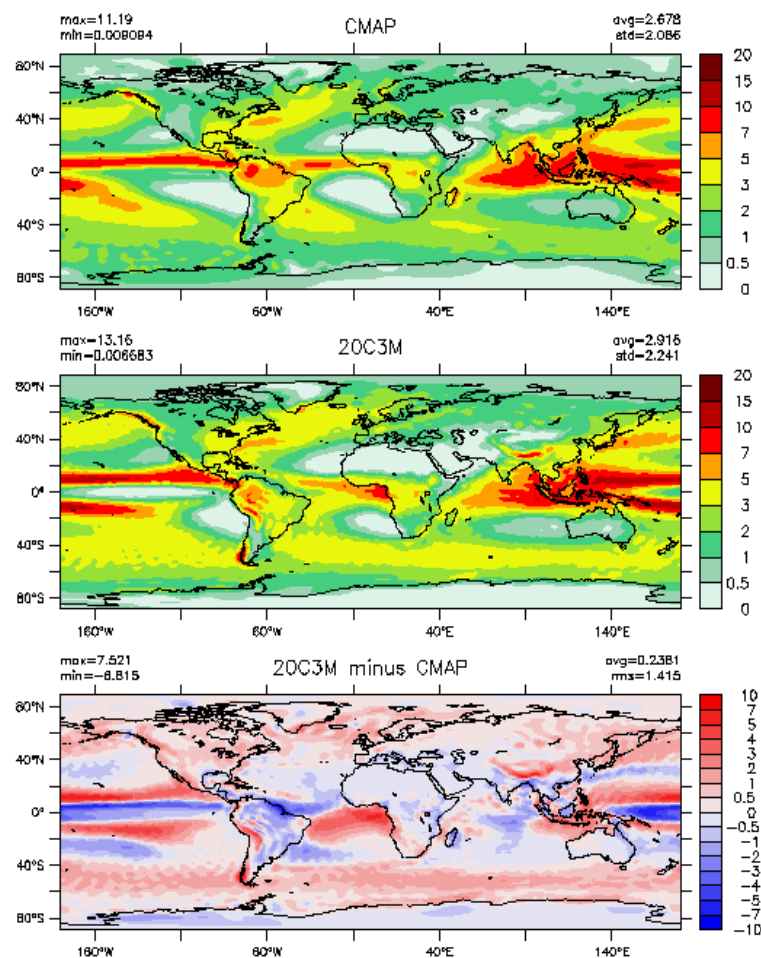 max=11.19
min=0.009094
CMAP
avg=2.678
std=2.086
80°N
40°N
0°
40°S
80°S
160°W
60°W
40°E
140°E
20
15
10
7
5
3
2
1
0.5
0
max=13.16
min=0.006683
20C3M
avg=2.916
std=2.241
80°N
40°N
0°
40°S
80°S
160°W
60°W
40°E
140°E
20
15
10
7
5
3
2
1
0.5
0
max=7.521
min=-8.815
20C3M minus CMAP
avg=0.2381
rms=1.415
80°N
40°N
0°
40°S
80°S
160°W
60°W
40°E
140°E
10
7
5
4
3
2
1
0.5
0
-0.5
-1
-2
-3
-4
-5
-7
-10